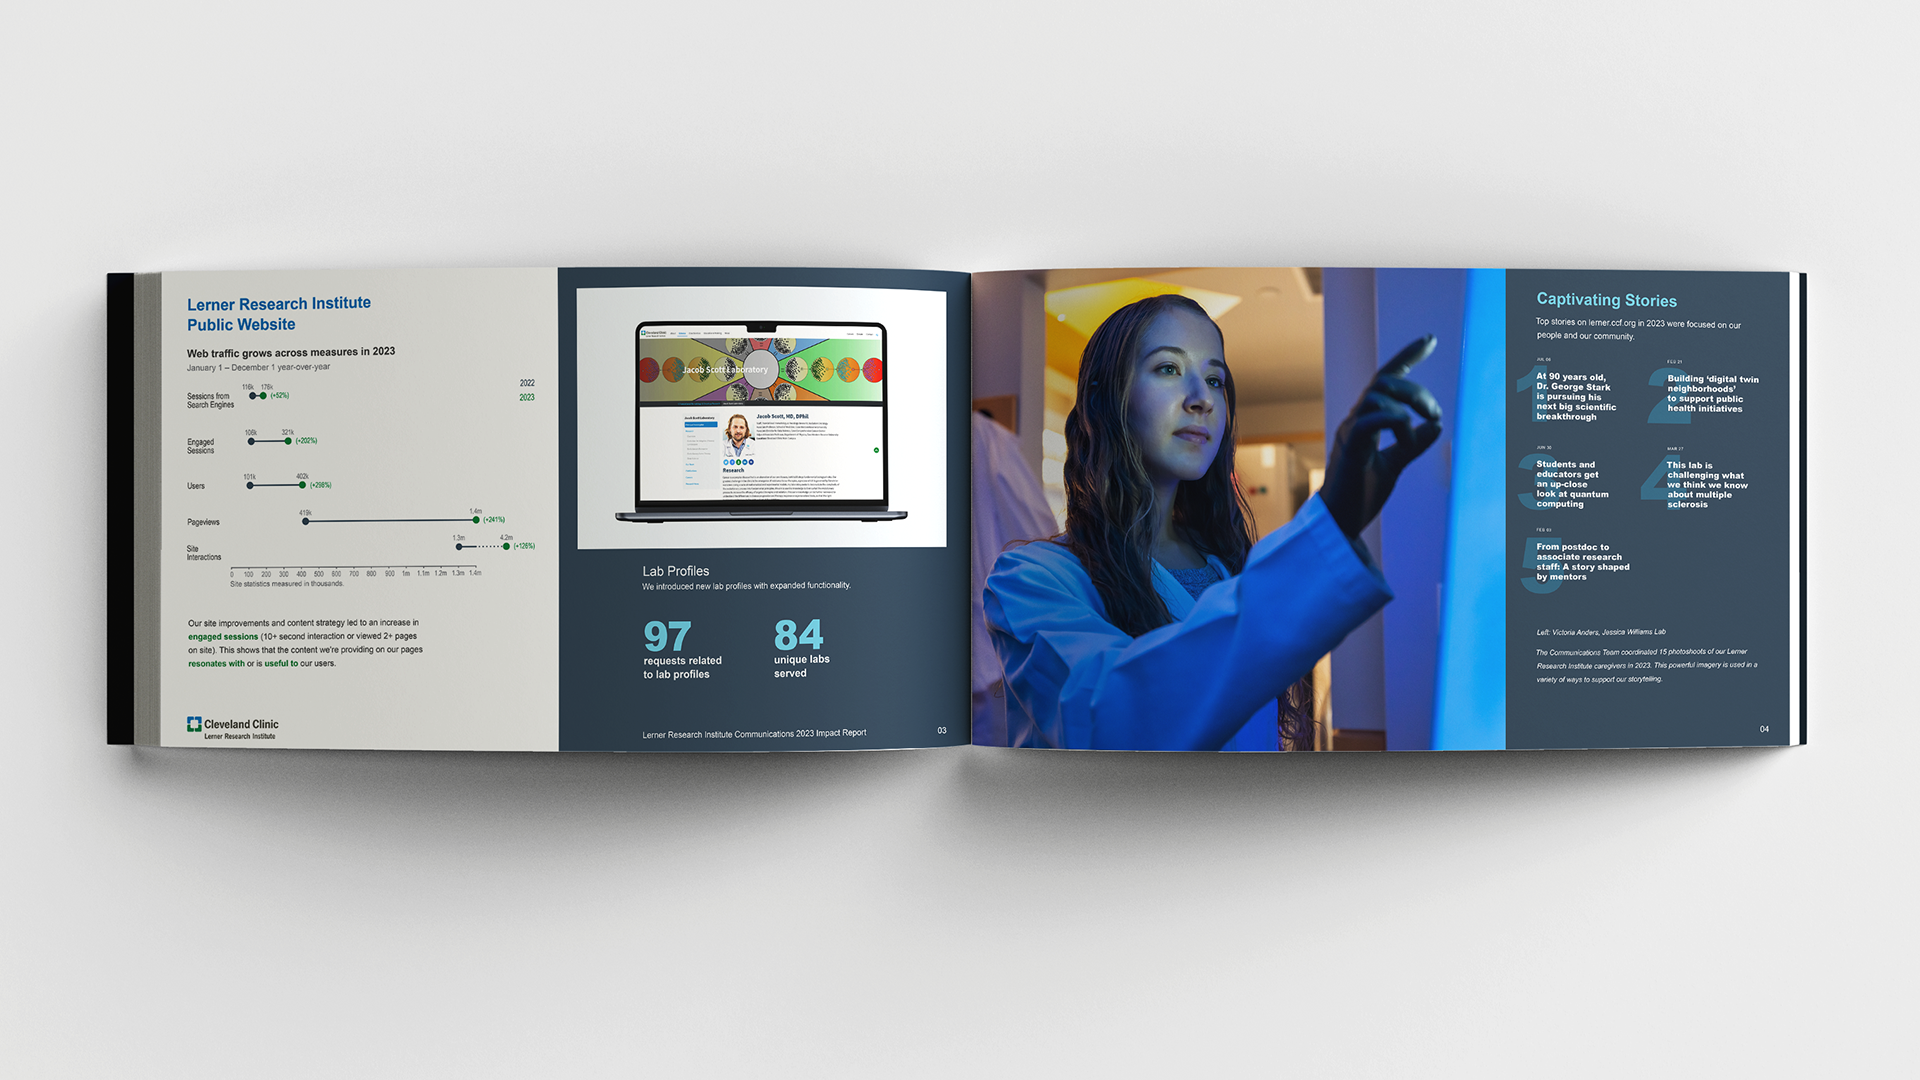 Lerner Research Institute
Public Website
Web traffic grows across measures in 2023
January 1 – December 1 year-over-year
2022
2023
Sessions from
Search Engines
116k 176k (+52%)
Engaged
Sessions
106k 321k (+202%)
Users
101k 402k (+298%)
Pageviews
419k 1.4m (+241%)
Site
Interactions
1.3m 4.2m (+126%)
0 100 200 300 400 500 600 700 800 900 1m 1.1m 1.2m 1.3m 1.4m
Site statistics measured in thousands.
Our site improvements and content strategy led to an increase in
engaged sessions (10+ second interaction or viewed 2+ pages
on site). This shows that the content we're providing on our pages
resonates with or is useful to our users.
Cleveland Clinic
Lerner Research Institute
Cleveland Clinic
Jacob Scott Laboratory
Jacob Scott Laboratory
Jacob Scott, MD, DPhil
Research
Lab Profiles
We introduced new lab profiles with expanded functionality.
97
requests related
to lab profiles
84
unique labs
served
Lerner Research Institute Communications 2023 Impact Report
03
Captivating Stories
Top stories on lerner.ccf.org in 2023 were focused on our
people and our community.
1
At 90 years old,
Dr. George Stark
is pursuing his
next big scientific
breakthrough
FEB 21
2
Building ‘digital twin
neighborhoods’
to support public
health initiatives
JUN 30
3
Students and
educators get
an up-close
look at quantum
computing
MAR 27
4
This lab is
challenging what
we think we know
about multiple
sclerosis
5
From postdoc to
associate research
staff: A story shaped
by mentors
Left: Victoria Anders, Jessica Williams Lab
The Communications Team coordinated 15 photoshoots of our Lerner
Research Institute caregivers in 2023. This powerful imagery is used in a
variety of ways to support our storytelling.
04